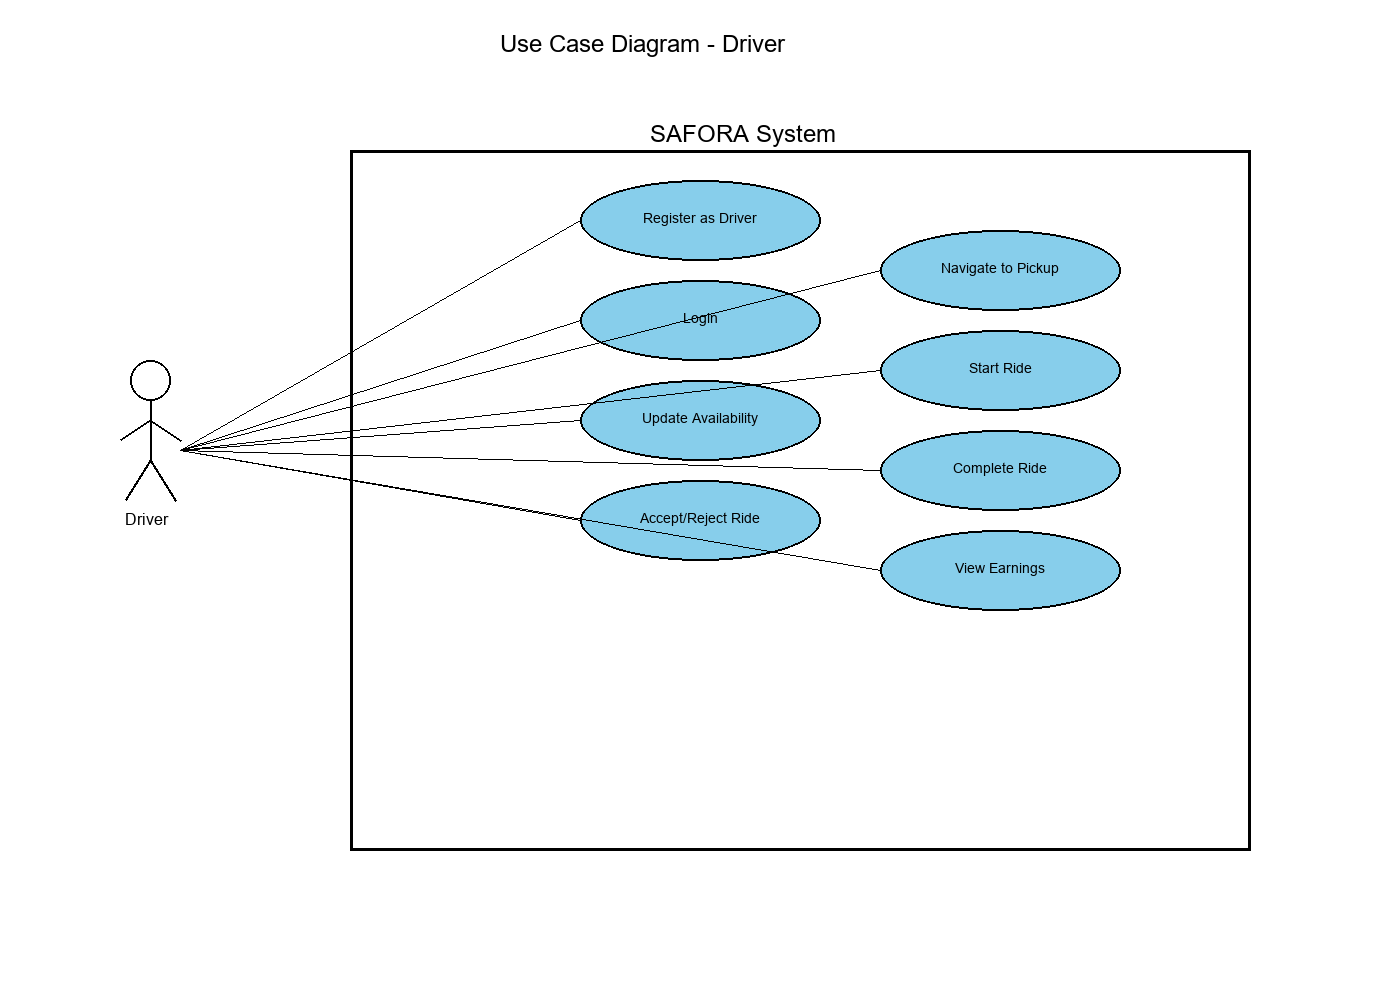 Use Case Diagram - Driver
SAFORA System
Register as Driver
Navigate to Pickup
Login
Start Ride
Update Availability
Complete Ride
Accept/Reject Ride
View Earnings
Driver